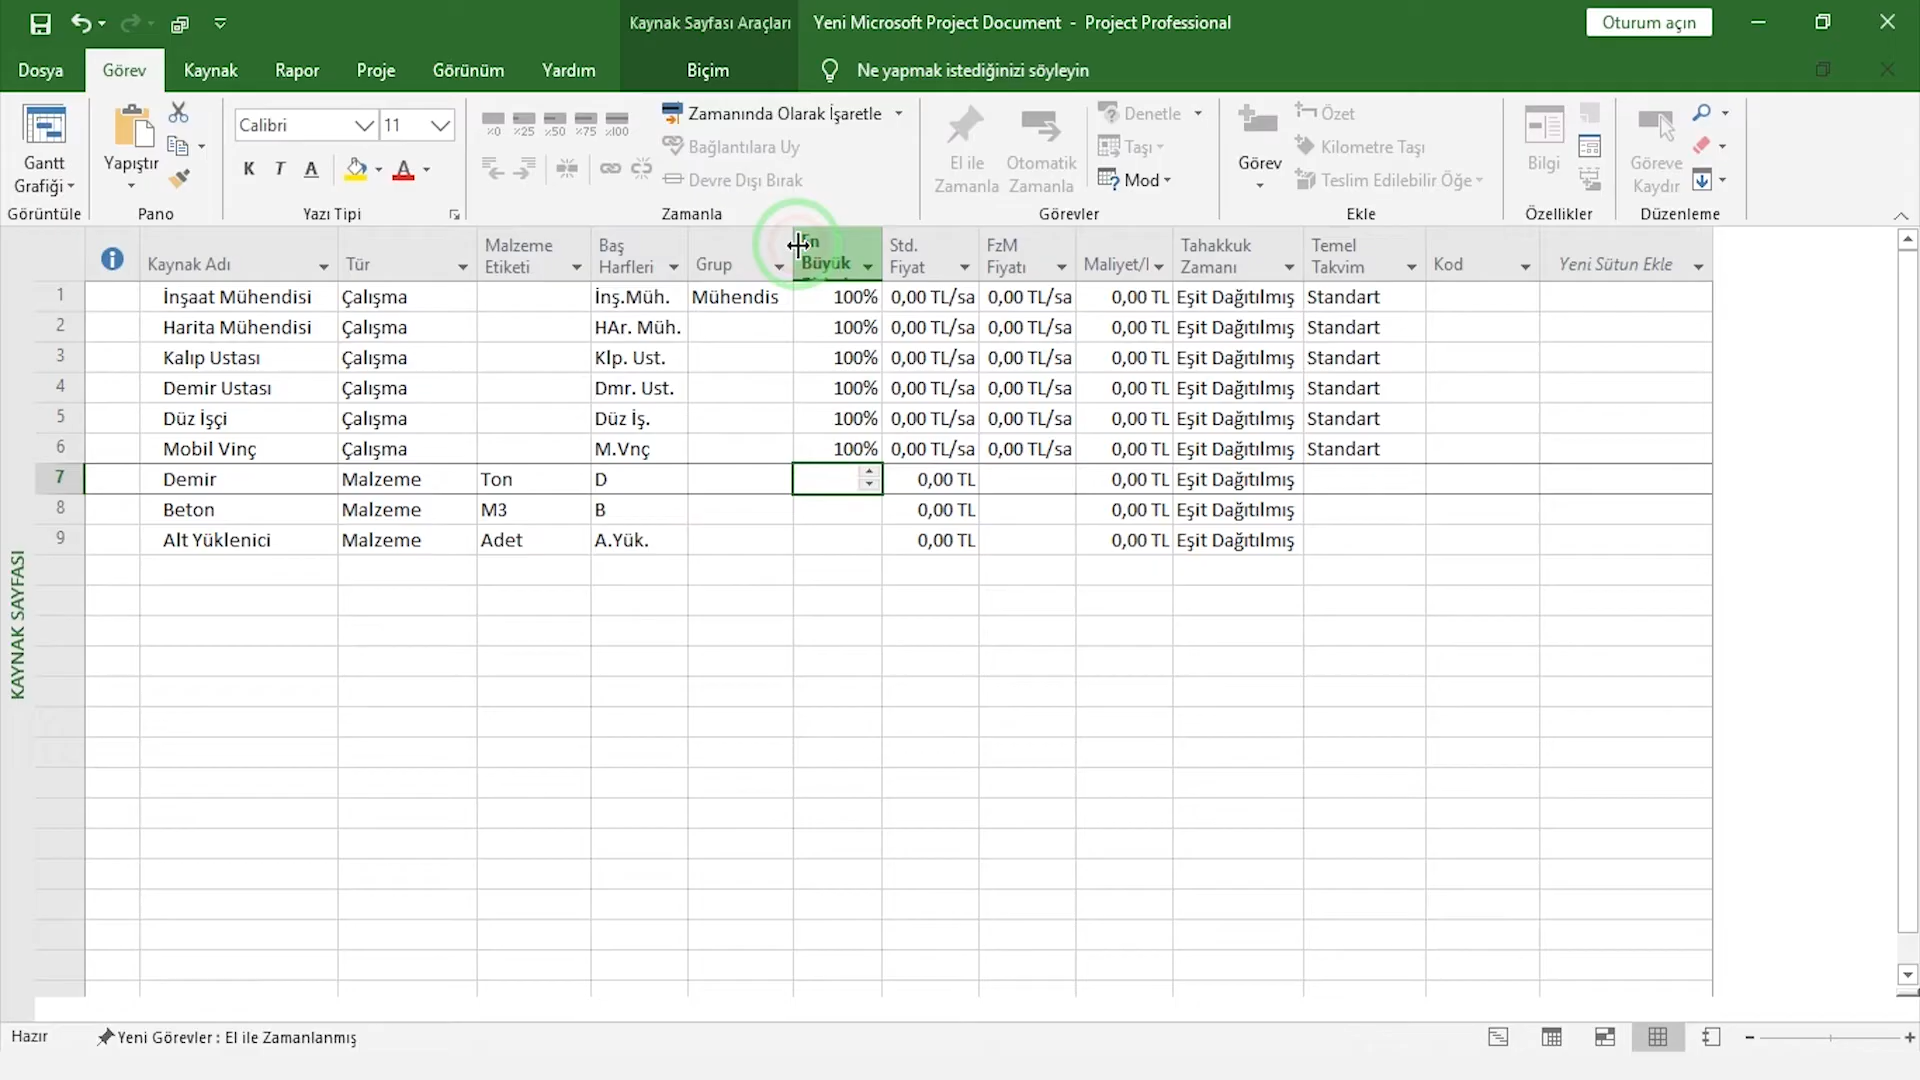 Kaynak Sayfası Araçları
Yeni Microsoft Project Document - Project Professional
Oturum açın
Dosya Görev Kaynak Rapor Proje Görünüm Yardım Biçim Ne yapmak istediğinizi söyleyin
Gantt Grafiği
Görüntüle
Yapıştır
Pano
Calibri 11
K T A A
Yazı Tipi
%0 %25 %50 %75 %100
Zamanında Olarak İşaretle
Bağlantılara Uy
Devre Dışı Bırak
Zamanla
El ile Zamanla
Otomatik Zamanla
Denetle
Taşı
Mod
Görevler
Görev
Özet
Kilometre Taşı
Teslim Edilebilir Öğe
Ekle
Bilgi
Özellikler
Göreve Kaydır
Düzenleme
Kaynak Adı Tür Malzeme Etiketi Baş Harfleri Grup En Büyük Std. Fiyat FzM Fiyatı Maliyet/I Tahakkuk Zamanı Temel Takvim Kod Yeni Sütun Ekle
1 İnşaat Mühendisi Çalışma İnş.Müh. Mühendis 100% 0,00 TL/sa 0,00 TL/sa 0,00 TL Eşit Dağıtılmış Standart
2 Harita Mühendisi Çalışma HAr. Müh. 100% 0,00 TL/sa 0,00 TL/sa 0,00 TL Eşit Dağıtılmış Standart
3 Kalıp Ustası Çalışma Klp. Ust. 100% 0,00 TL/sa 0,00 TL/sa 0,00 TL Eşit Dağıtılmış Standart
4 Demir Ustası Çalışma Dmr. Ust. 100% 0,00 TL/sa 0,00 TL/sa 0,00 TL Eşit Dağıtılmış Standart
5 Düz İşçi Çalışma Düz İş. 100% 0,00 TL/sa 0,00 TL/sa 0,00 TL Eşit Dağıtılmış Standart
6 Mobil Vinç Çalışma M.Vnç 100% 0,00 TL/sa 0,00 TL/sa 0,00 TL Eşit Dağıtılmış Standart
7 Demir Malzeme Ton D 0,00 TL 0,00 TL Eşit Dağıtılmış
8 Beton Malzeme M3 B 0,00 TL 0,00 TL Eşit Dağıtılmış
9 Alt Yüklenici Malzeme Adet A.Yük. 0,00 TL 0,00 TL Eşit Dağıtılmış
KAYNAK SAYFASI
Hazır
Yeni Görevler : El ile Zamanlanmış